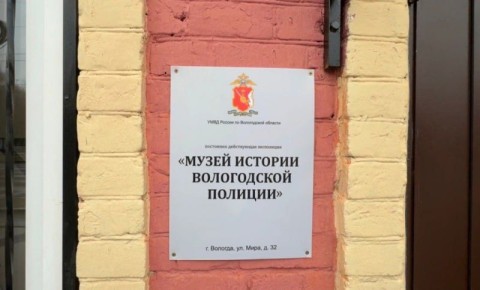 УМВД России по Вологодской области
постоянно действующая экспозиция
«МУЗЕЙ ИСТОРИИ
ВОЛОГОДСКОЙ
ПОЛИЦИИ»
г. Вологда, ул. Мира, д. 32